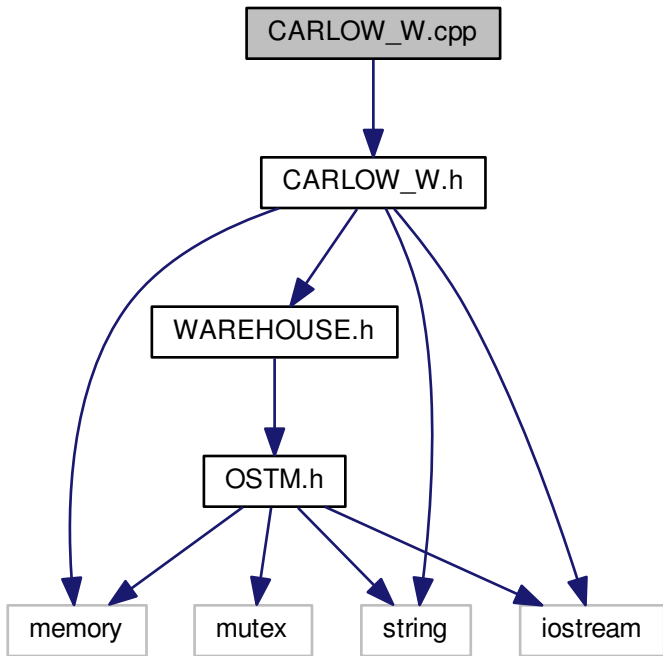 CARLOW_W.cpp
CARLOW_W.h
WAREHOUSE.h
OSTM.h
memory
mutex
string
iostream